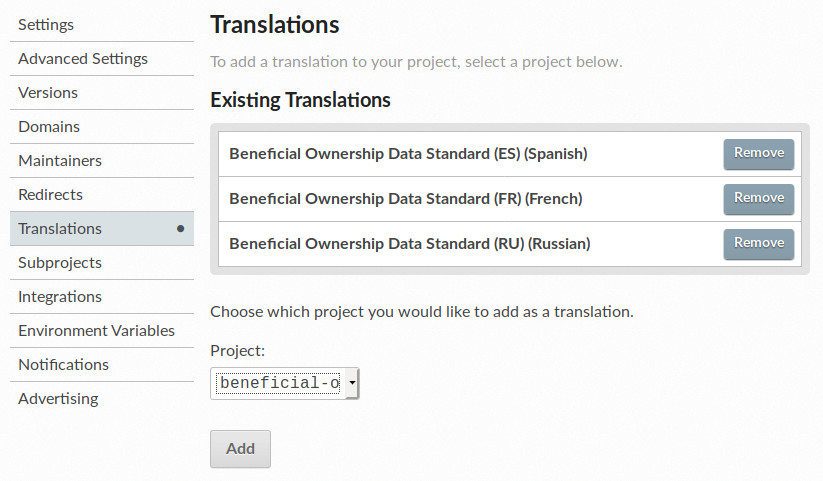 Settings
Advanced Settings
Versions
Domains
Maintainers
Redirects
Translations
Subprojects
Integrations
Environment Variables
Notifications
Advertising
Translations
To add a translation to your project, select a project below.
Existing Translations
Beneficial Ownership Data Standard (ES) (Spanish) Remove
Beneficial Ownership Data Standard (FR) (French) Remove
Beneficial Ownership Data Standard (RU) (Russian) Remove
Choose which project you would like to add as a translation.
Project:
beneficial-o
Add